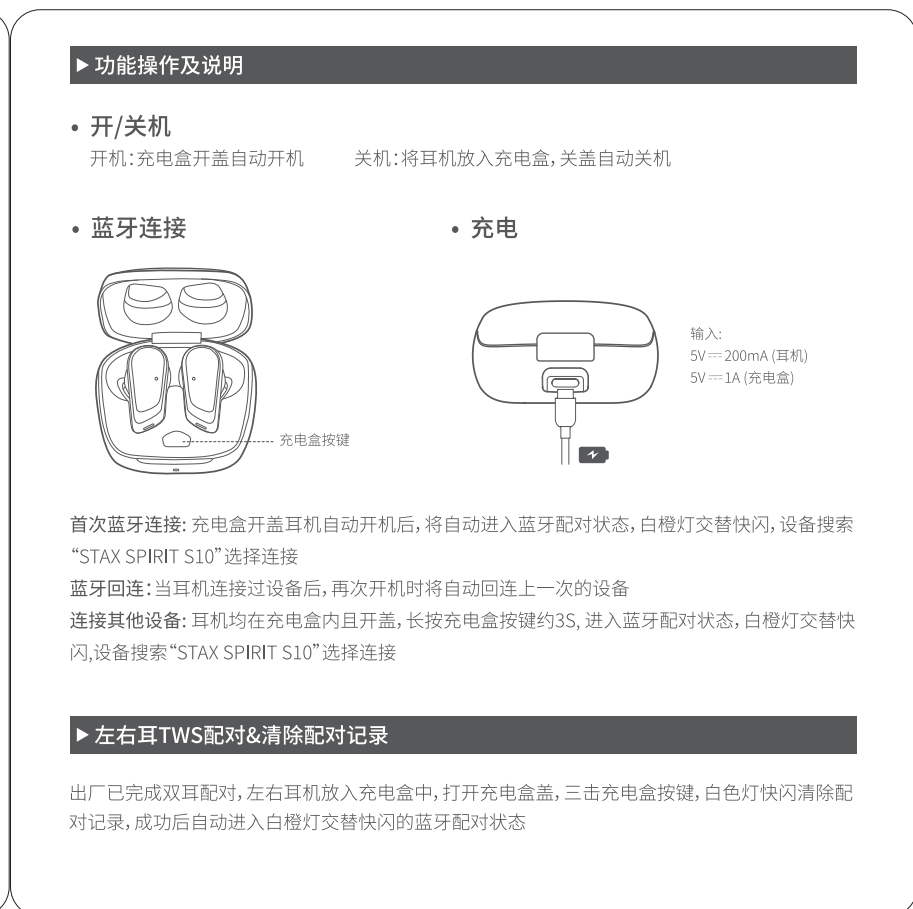 ▶功能操作及说明
• 开/关机
开机:充电盒开盖自动开机 关机:将耳机放入充电盒,关盖自动关机
• 蓝牙连接
• 充电
输入:
5V⎓200mA (耳机)
5V⎓1A (充电盒)
充电盒按键
首次蓝牙连接: 充电盒开盖耳机自动开机后,将自动进入蓝牙配对状态,白橙灯交替快闪,设备搜索
“STAX SPIRIT S10”选择连接
蓝牙回连:当耳机连接过设备后,再次开机时将自动回连上一次的设备
连接其他设备: 耳机均在充电盒内且开盖,长按充电盒按键约3S, 进入蓝牙配对状态,白橙灯交替快
闪,设备搜索“STAX SPIRIT S10”选择连接
▶左右耳TWS配对&清除配对记录
出厂已完成双耳配对,左右耳机放入充电盒中,打开充电盒盖,三击充电盒按键,白色灯快闪清除配
对记录,成功后自动进入白橙灯交替快闪的蓝牙配对状态